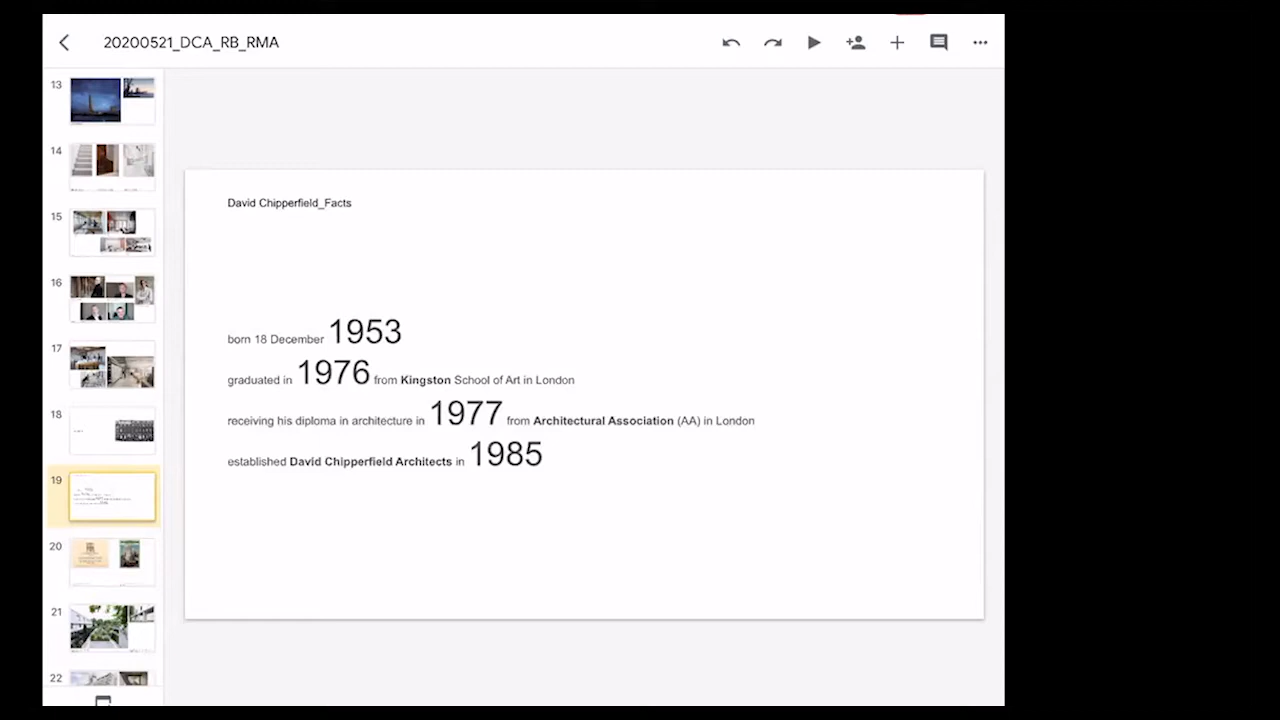 20200521_DCA_RB_RMA
13
14
15
16
17
18
19
20
21
22
David Chipperfield_Facts
born 18 December 1953
graduated in 1976 from Kingston School of Art in London
receiving his diploma in architecture in 1977 from Architectural Association (AA) in London
established David Chipperfield Architects in 1985